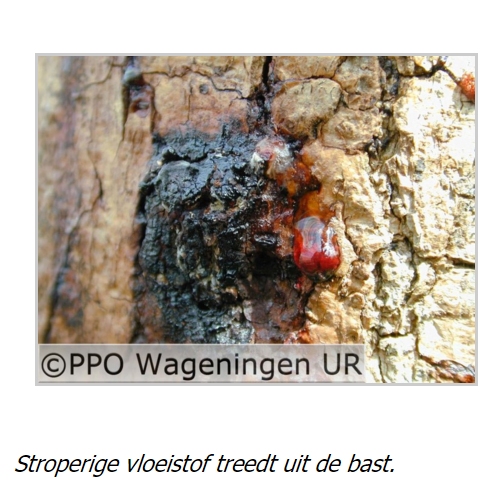 ©PPO Wageningen UR
Stroperige vloeistof treedt uit de bast.